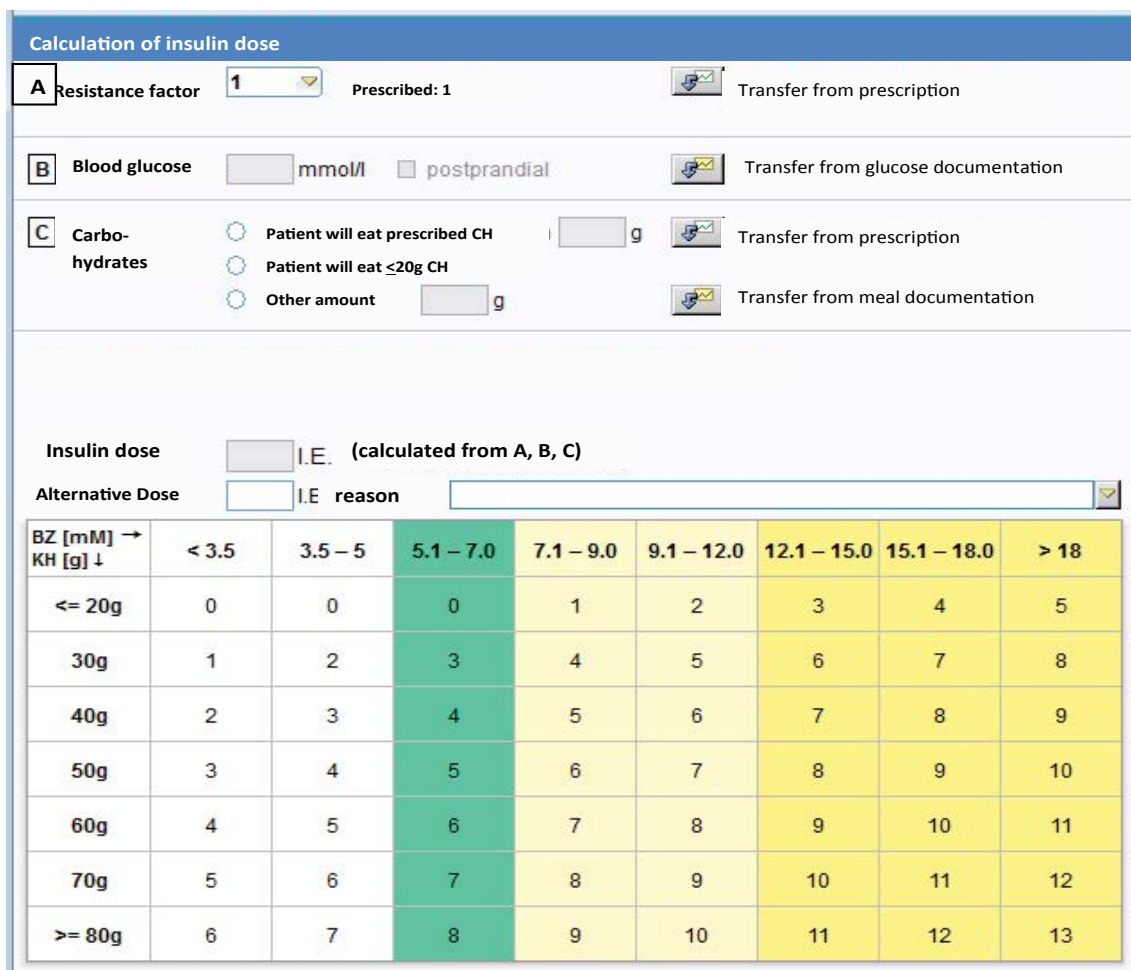 Calculation of insulin dose
A Resistance factor 1 Prescribed: 1 Transfer from prescription
B Blood glucose mmol/l postprandial Transfer from glucose documentation
C Carbo- Patient will eat prescribed CH g Transfer from prescription
hydrates Patient will eat ≤20g CH
Other amount g Transfer from meal documentation
Insulin dose I.E. (calculated from A, B, C)
Alternative Dose I.E reason
BZ [mM] → < 3.5 3.5 – 5 5.1 – 7.0 7.1 – 9.0 9.1 – 12.0 12.1 – 15.0 15.1 – 18.0 > 18
KH [g] ↓
<= 20g 0 0 0 1 2 3 4 5
30g 1 2 3 4 5 6 7 8
40g 2 3 4 5 6 7 8 9
50g 3 4 5 6 7 8 9 10
60g 4 5 6 7 8 9 10 11
70g 5 6 7 8 9 10 11 12
>= 80g 6 7 8 9 10 11 12 13